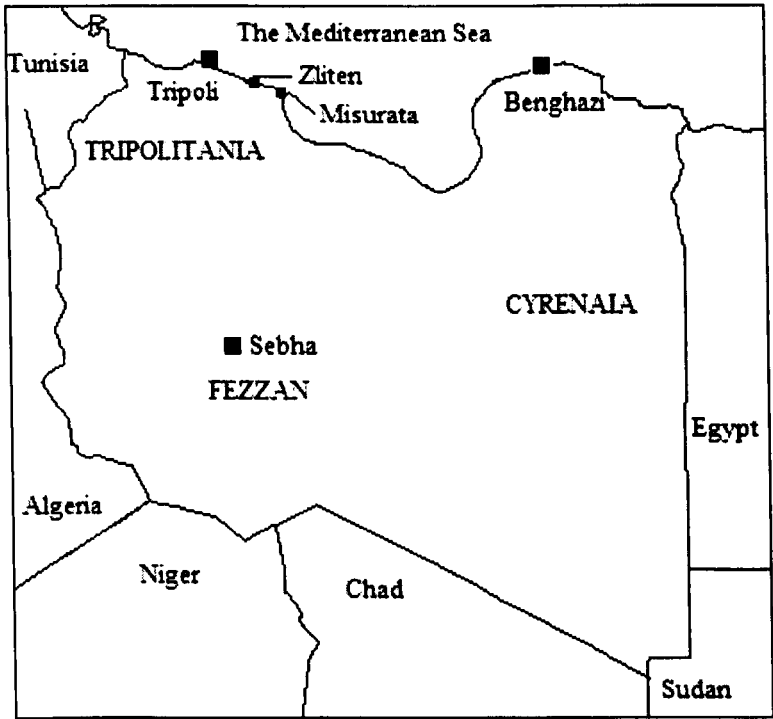 The Mediterranean Sea
Tunisia
Zliten
Tripoli
Benghazi
Misurata
TRIPOLITANIA
CYRENAIA
Sebha
FEZZAN
Egypt
Algeria
Niger
Chad
Sudan